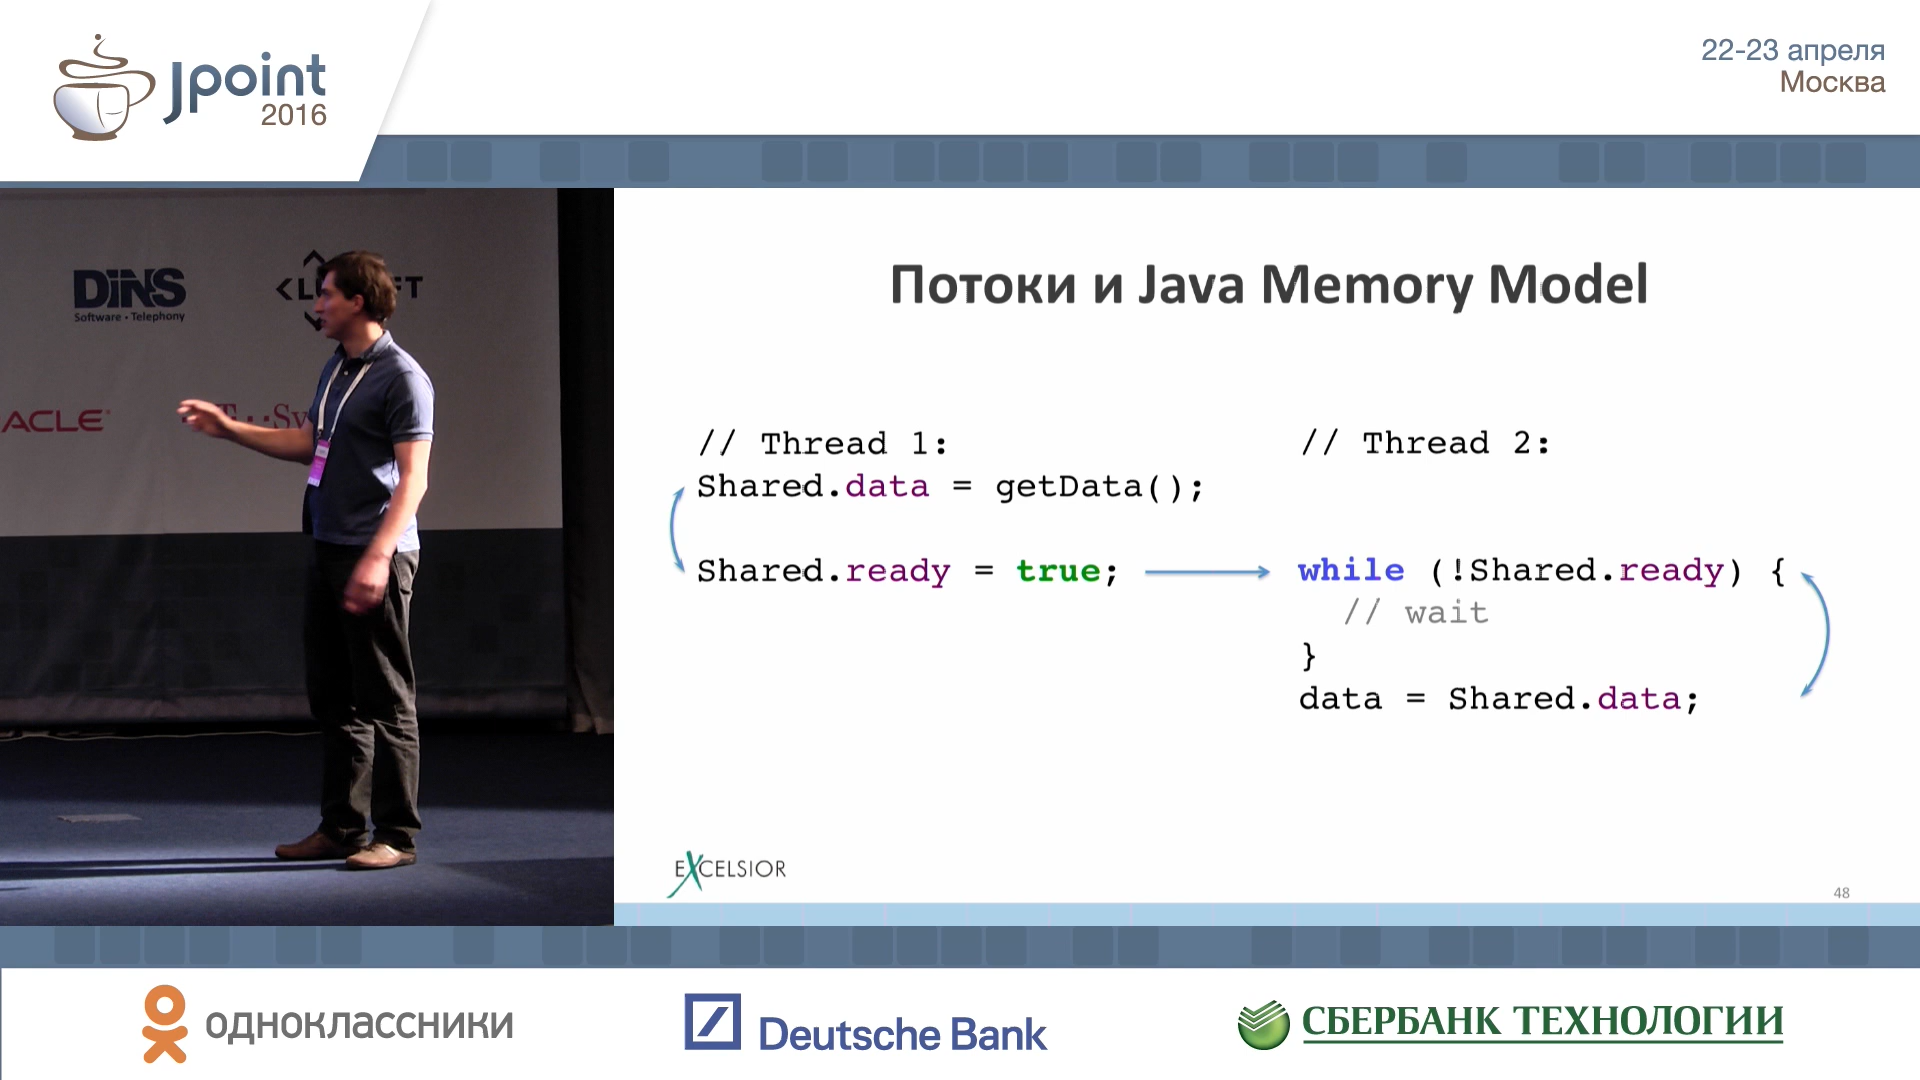 Jpoint
2016
22-23 апреля
Москва
DiNS
Software • Telephony
ACLE
Потоки и Java Memory Model
// Thread 1:
Shared.data = getData();
Shared.ready = true;
// Thread 2:
while (!Shared.ready) {
// wait
}
data = Shared.data;
EXCELSIOR
48
одноклассники
Deutsche Bank
СБЕРБАНК ТЕХНОЛОГИИ